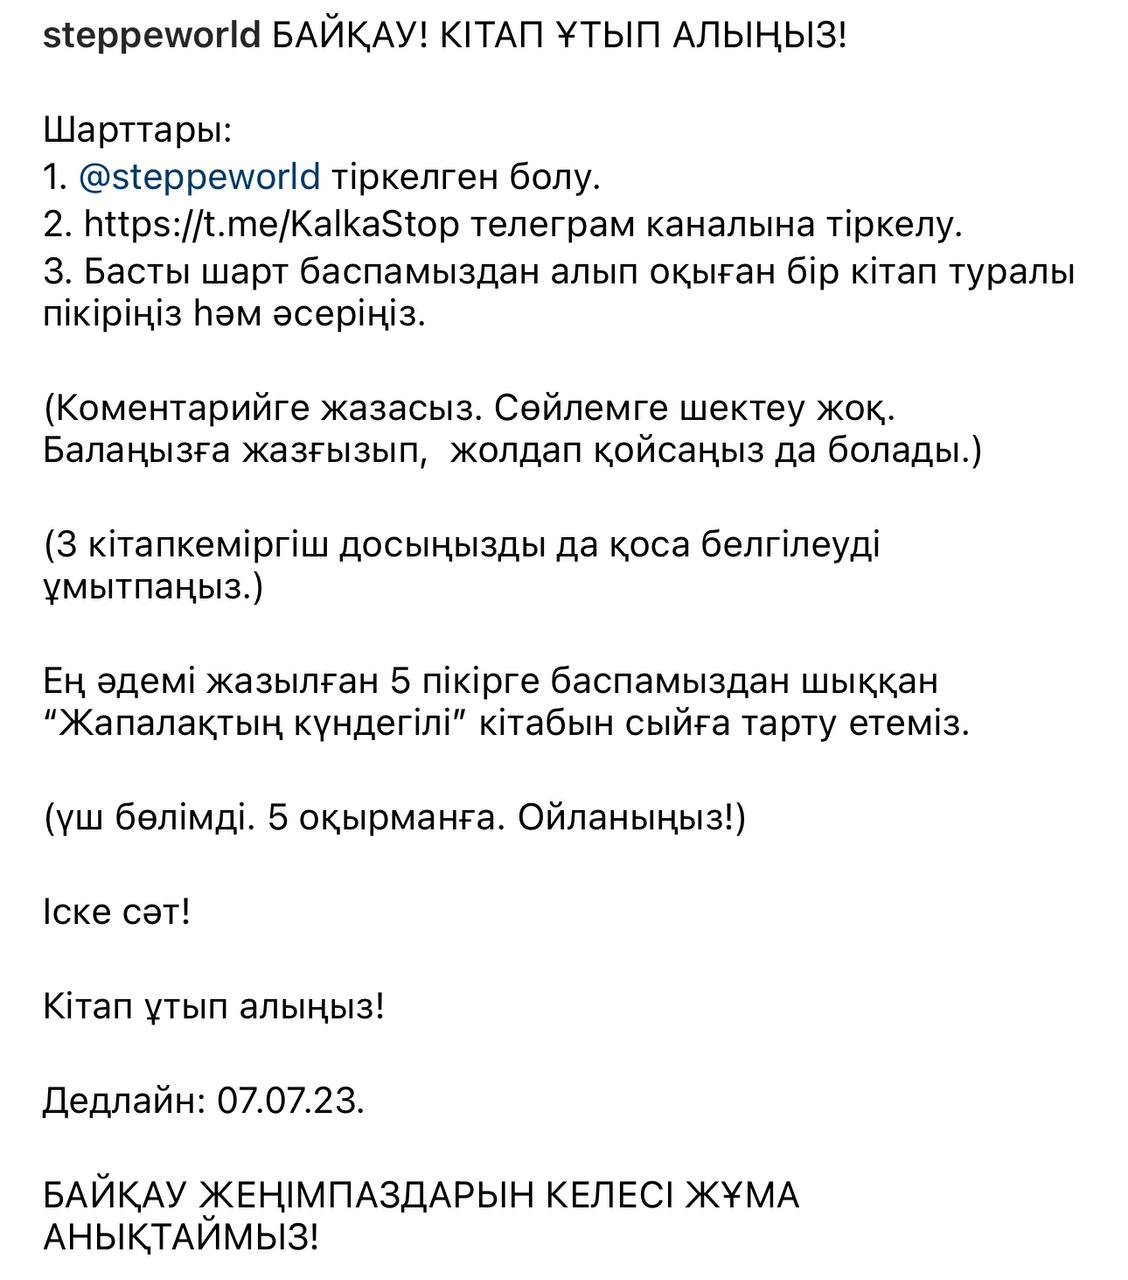 steppeworld БАЙҚАУ! КІТАП ҰТЫП АЛЫҢЫЗ!
Шарттары:
1. @steppeworld тіркелген болу.
2. https://t.me/KalkaStop телеграм каналына тіркелу.
3. Басты шарт баспамыздан алып оқыған бір кітап туралы
пікіріңіз һәм әсеріңіз.
(Коментарийге жазасыз. Сөйлемге шектеу жоқ.
Балаңызға жазғызып,  жолдап қойсаңыз да болады.)
(3 кітапкеміргіш досыңызды да қоса белгілеуді
ұмытпаңыз.)
Ең әдемі жазылған 5 пікірге баспамыздан шыққан
“Жапалақтың күндегілі” кітабын сыйға тарту етеміз.
(үш бөлімді. 5 оқырманға. Ойланыңыз!)
Іске сәт!
Кітап ұтып алыңыз!
Дедлайн: 07.07.23.
БАЙҚАУ ЖЕҢІМПАЗДАРЫН КЕЛЕСІ ЖҰМА
АНЫҚТАЙМЫЗ!